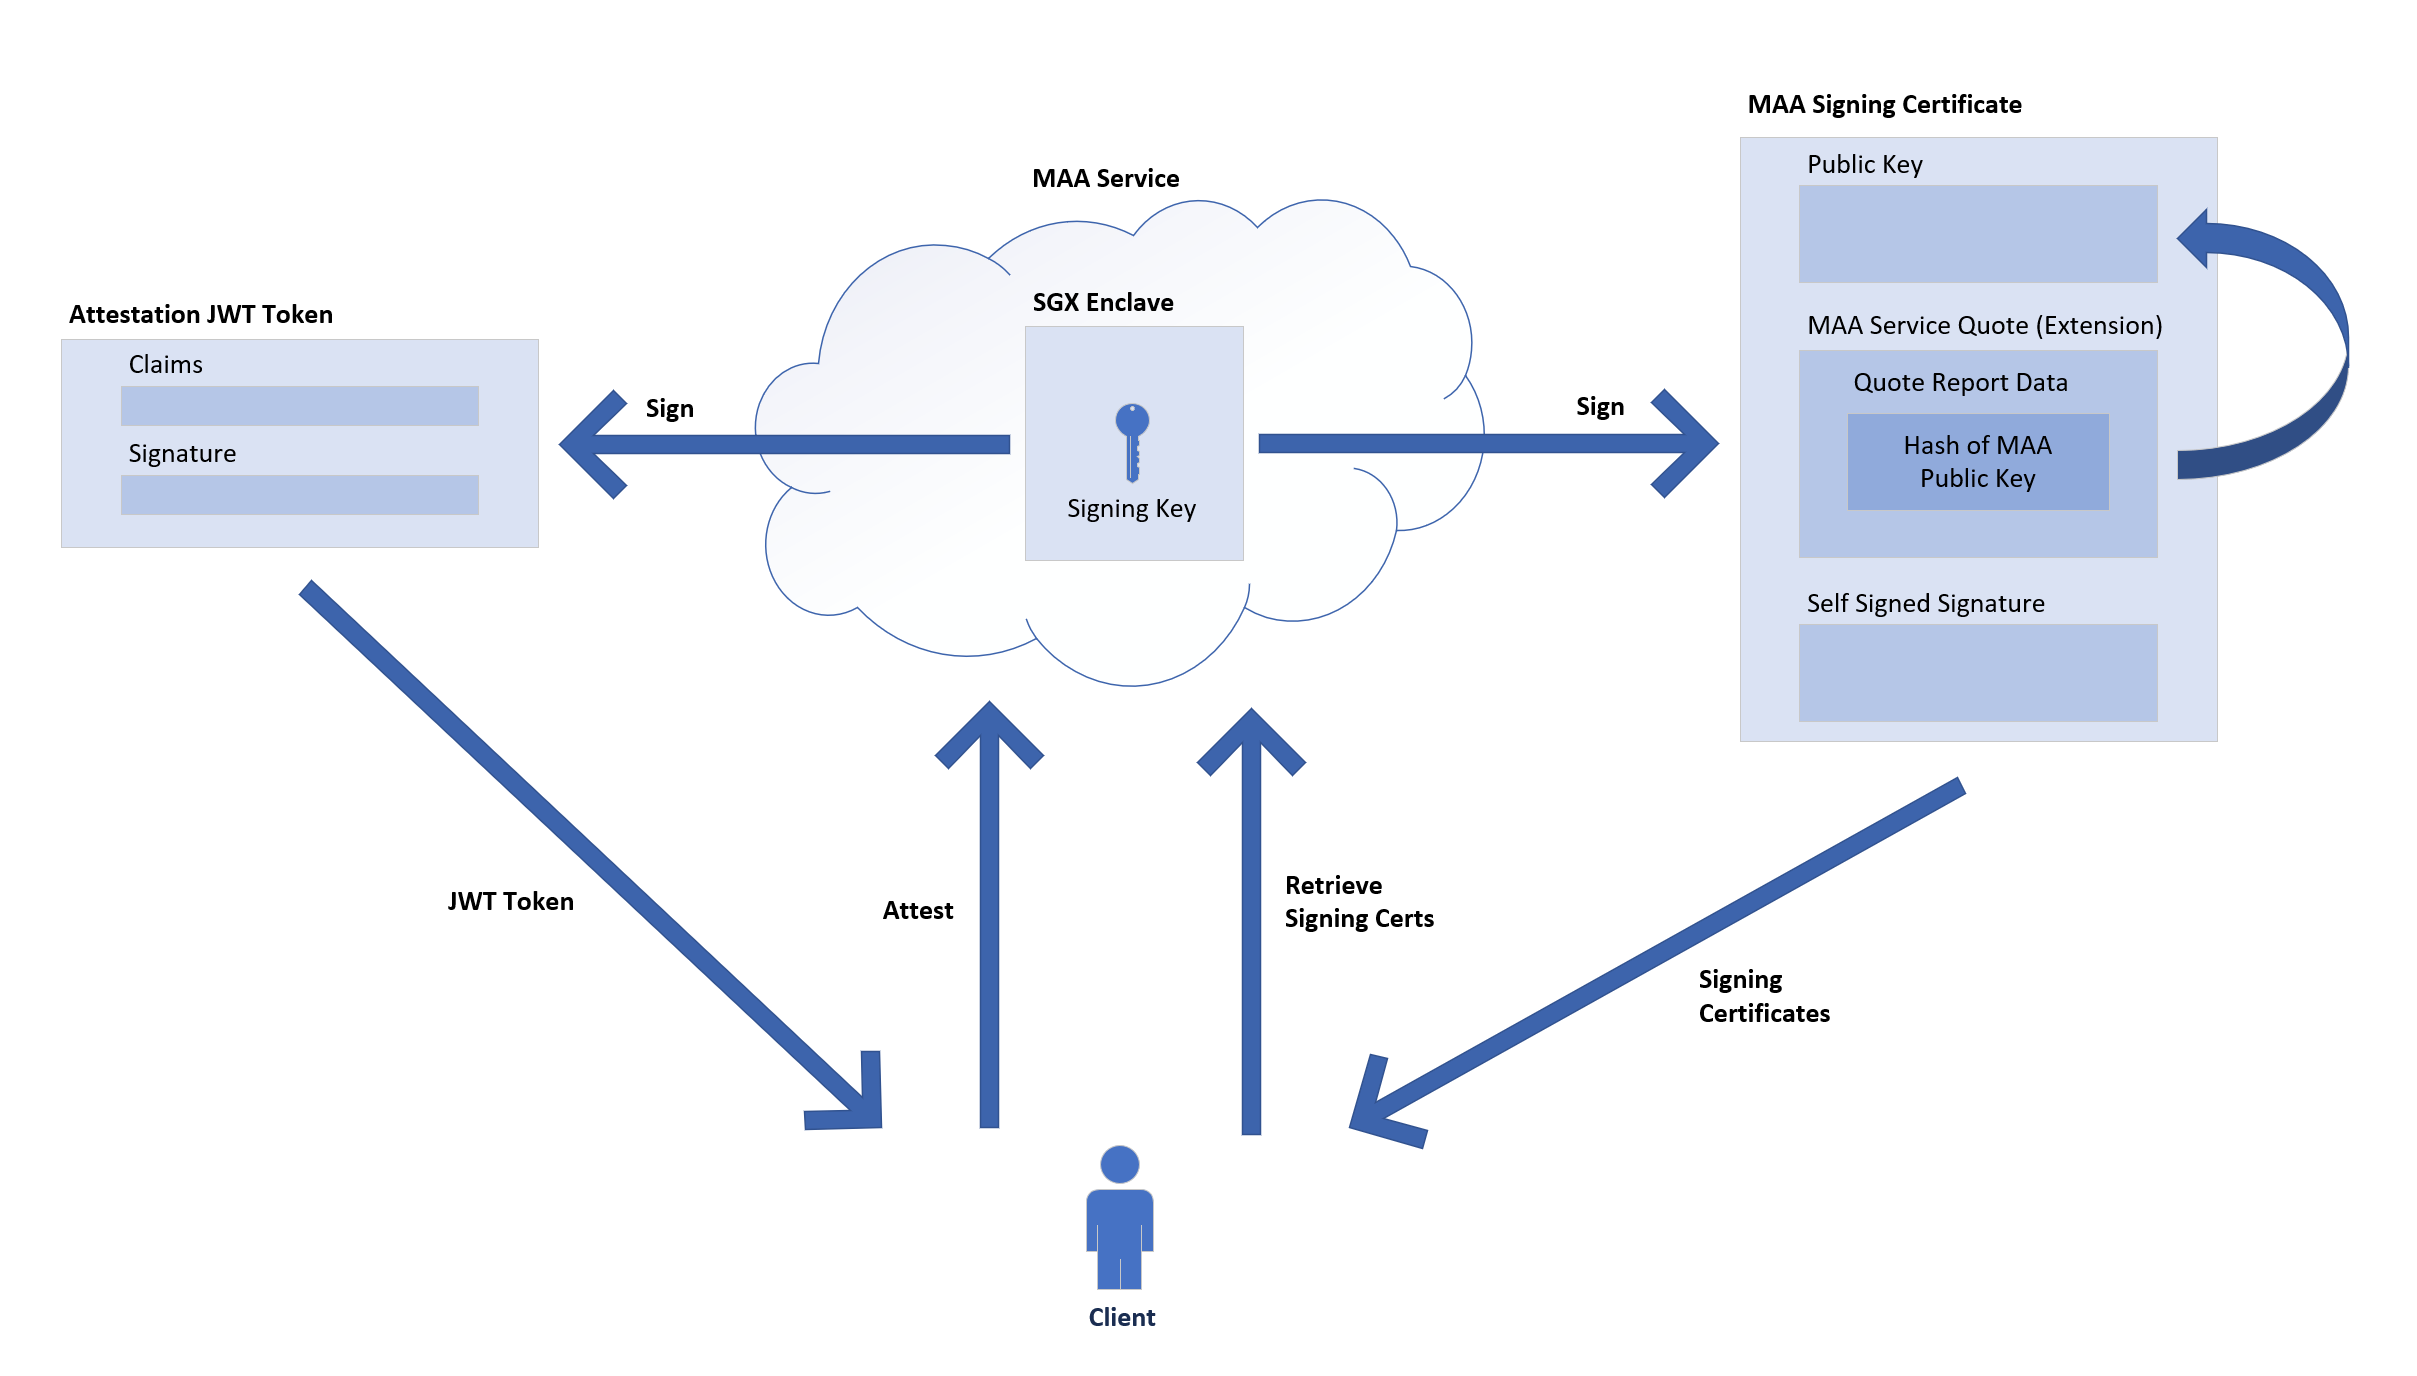 MAA Signing Certificate
Public Key
MAA Service Quote (Extension)
Quote Report Data
Hash of MAA
Public Key
Self Signed Signature
MAA Service
SGX Enclave
Signing Key
Sign
Sign
Attestation JWT Token
Claims
Signature
JWT Token
Attest
Retrieve
Signing Certs
Signing
Certificates
Client